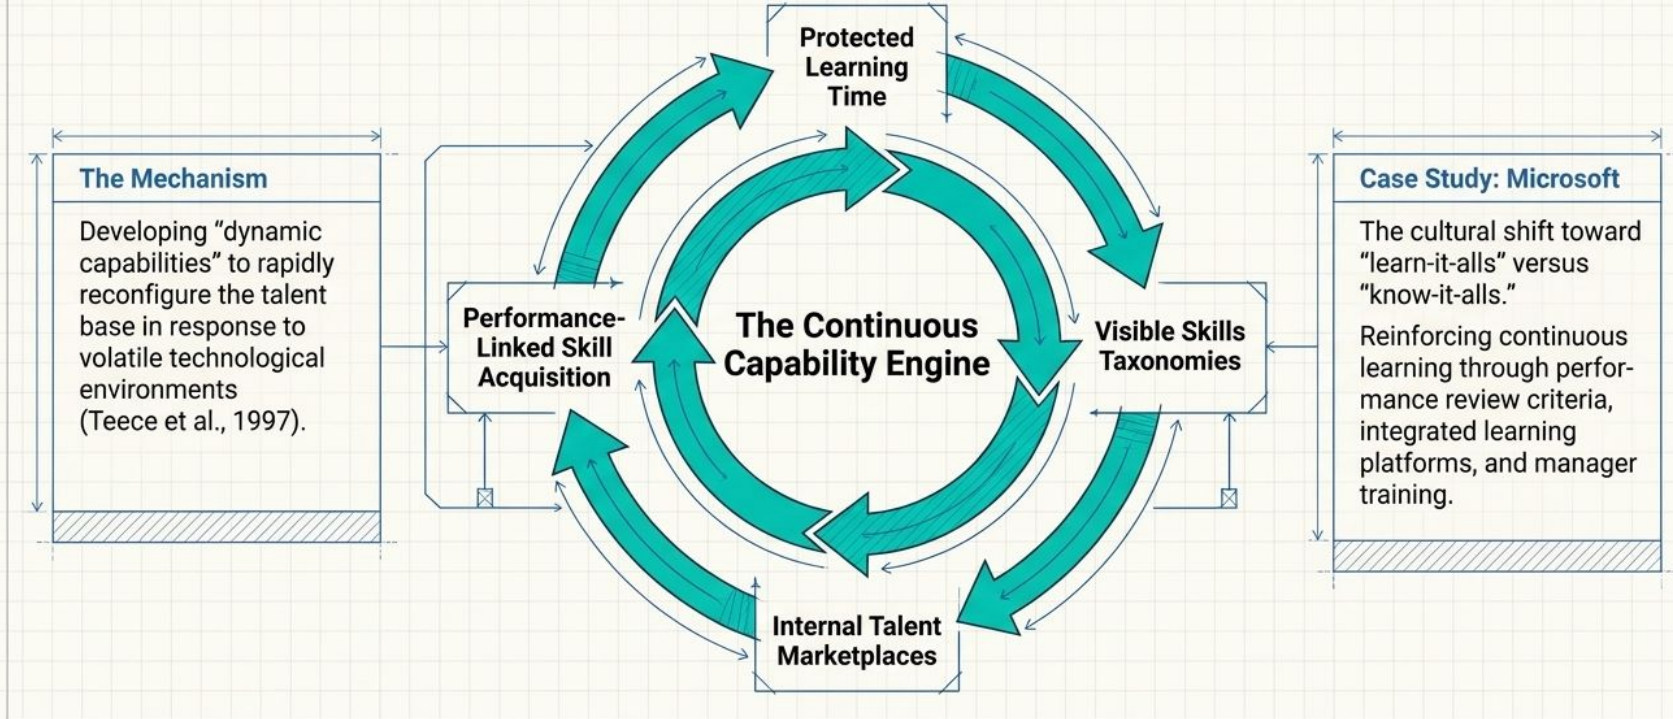 The Mechanism
Developing “dynamic
capabilities” to rapidly
reconfigure the talent
base in response to
volatile technological
environments
(Teece et al., 1997).
Protected
Learning
Time
Performance-
Linked Skill
Acquisition
The Continuous
Capability Engine
Visible Skills
Taxonomies
Internal Talent
Marketplaces
Case Study: Microsoft
The cultural shift toward
“learn-it-alls” versus
“know-it-alls.”
Reinforcing continuous
learning through perfor-
mance review criteria,
integrated learning
platforms, and manager
training.